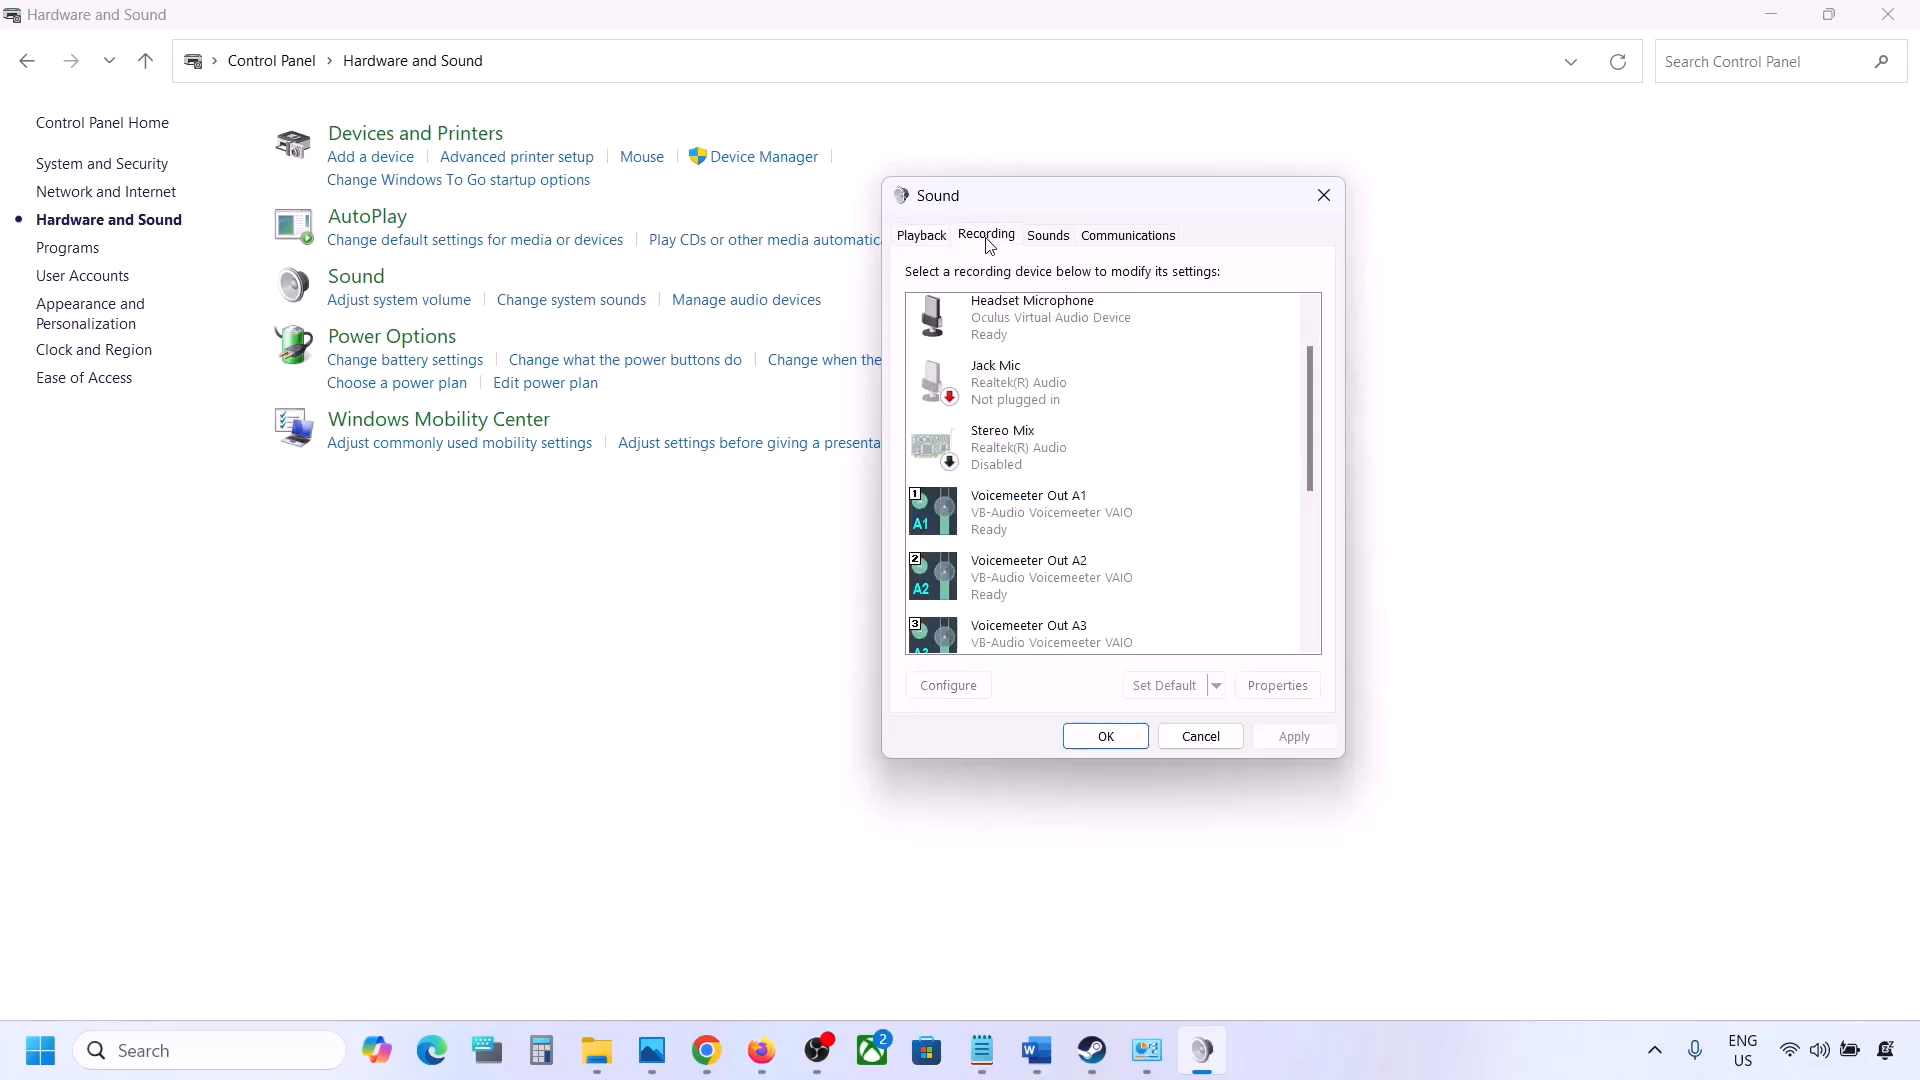 Hardware and Sound
Control Panel
Hardware and Sound
Search Control Panel
Control Panel Home
System and Security
Network and Internet
Hardware and Sound
Programs
User Accounts
Appearance and
Personalization
Clock and Region
Ease of Access
Devices and Printers
Add a device
Advanced printer setup
Mouse
Device Manager
Change Windows To Go startup options
AutoPlay
Change default settings for media or devices
Play CDs or other media automatic
Sound
Adjust system volume
Change system sounds
Manage audio devices
Power Options
Change battery settings
Change what the power buttons do
Change when the
Choose a power plan
Edit power plan
Windows Mobility Center
Adjust commonly used mobility settings
Adjust settings before giving a presenta
Sound
Playback
Recording
Sounds
Communications
Select a recording device below to modify its settings:
Headset Microphone
Oculus Virtual Audio Device
Ready
Jack Mic
Realtek(R) Audio
Not plugged in
Stereo Mix
Realtek(R) Audio
Disabled
1
A1
Voicemeeter Out A1
VB-Audio Voicemeeter VAIO
Ready
2
A2
Voicemeeter Out A2
VB-Audio Voicemeeter VAIO
Ready
3
A3
Voicemeeter Out A3
VB-Audio Voicemeeter VAIO
Configure
Set Default
Properties
OK
Cancel
Apply
Search
2
ENG
US